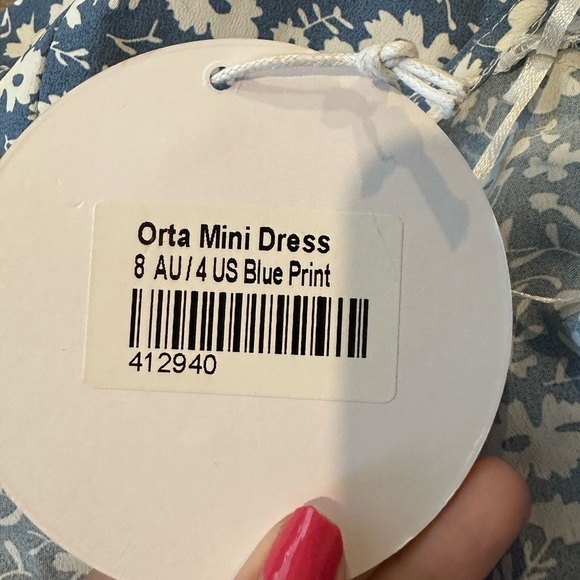 Orta Mini Dress
8 AU / 4 US Blue Print
412940